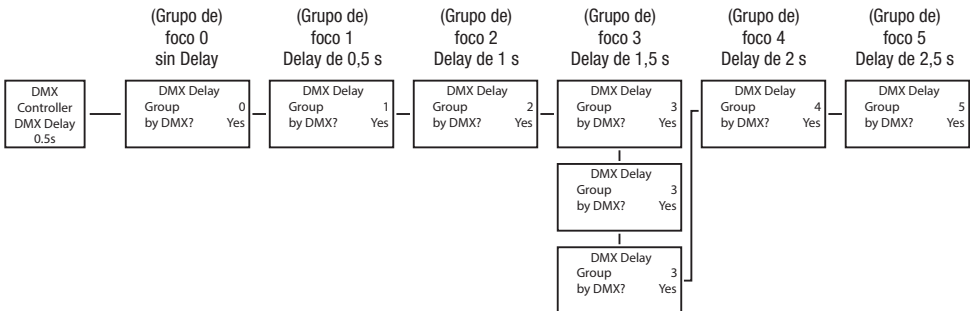 (Grupo de)
foco 0
sin Delay
(Grupo de)
foco 1
Delay de 0,5 s
(Grupo de)
foco 2
Delay de 1 s
(Grupo de)
foco 3
Delay de 1,5 s
(Grupo de)
foco 4
Delay de 2 s
(Grupo de)
foco 5
Delay de 2,5 s
DMX
Controller
DMX Delay
0.5s
DMX Delay
Group 0
by DMX? Yes
DMX Delay
Group 1
by DMX? Yes
DMX Delay
Group 2
by DMX? Yes
DMX Delay
Group 3
by DMX? Yes
DMX Delay
Group 3
by DMX? Yes
DMX Delay
Group 3
by DMX? Yes
DMX Delay
Group 4
by DMX? Yes
DMX Delay
Group 5
by DMX? Yes